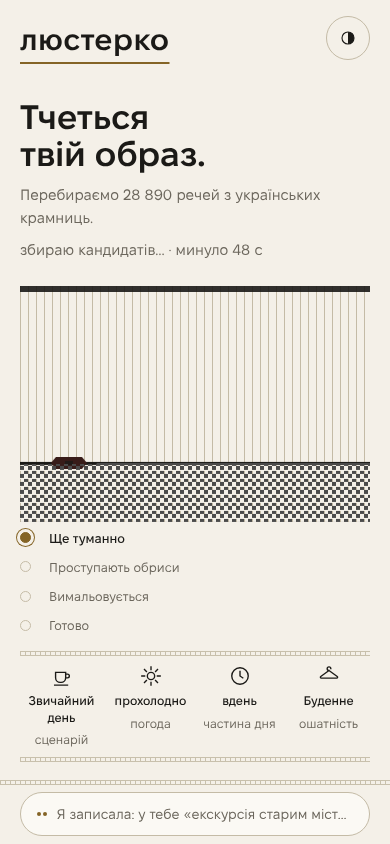 люстерко
Тчеться
твій образ.
Перебираємо 28 890 речей з українських
крамниць.
збираю кандидатів... · минуло 48 с
Ще туманно
Проступають обриси
Вимальовується
Готово
Звичайний день
сценарій
прохолодно
погода
вдень
частина дня
Буденне
ошатність
Я записала: у тебе «екскурсія старим міст...